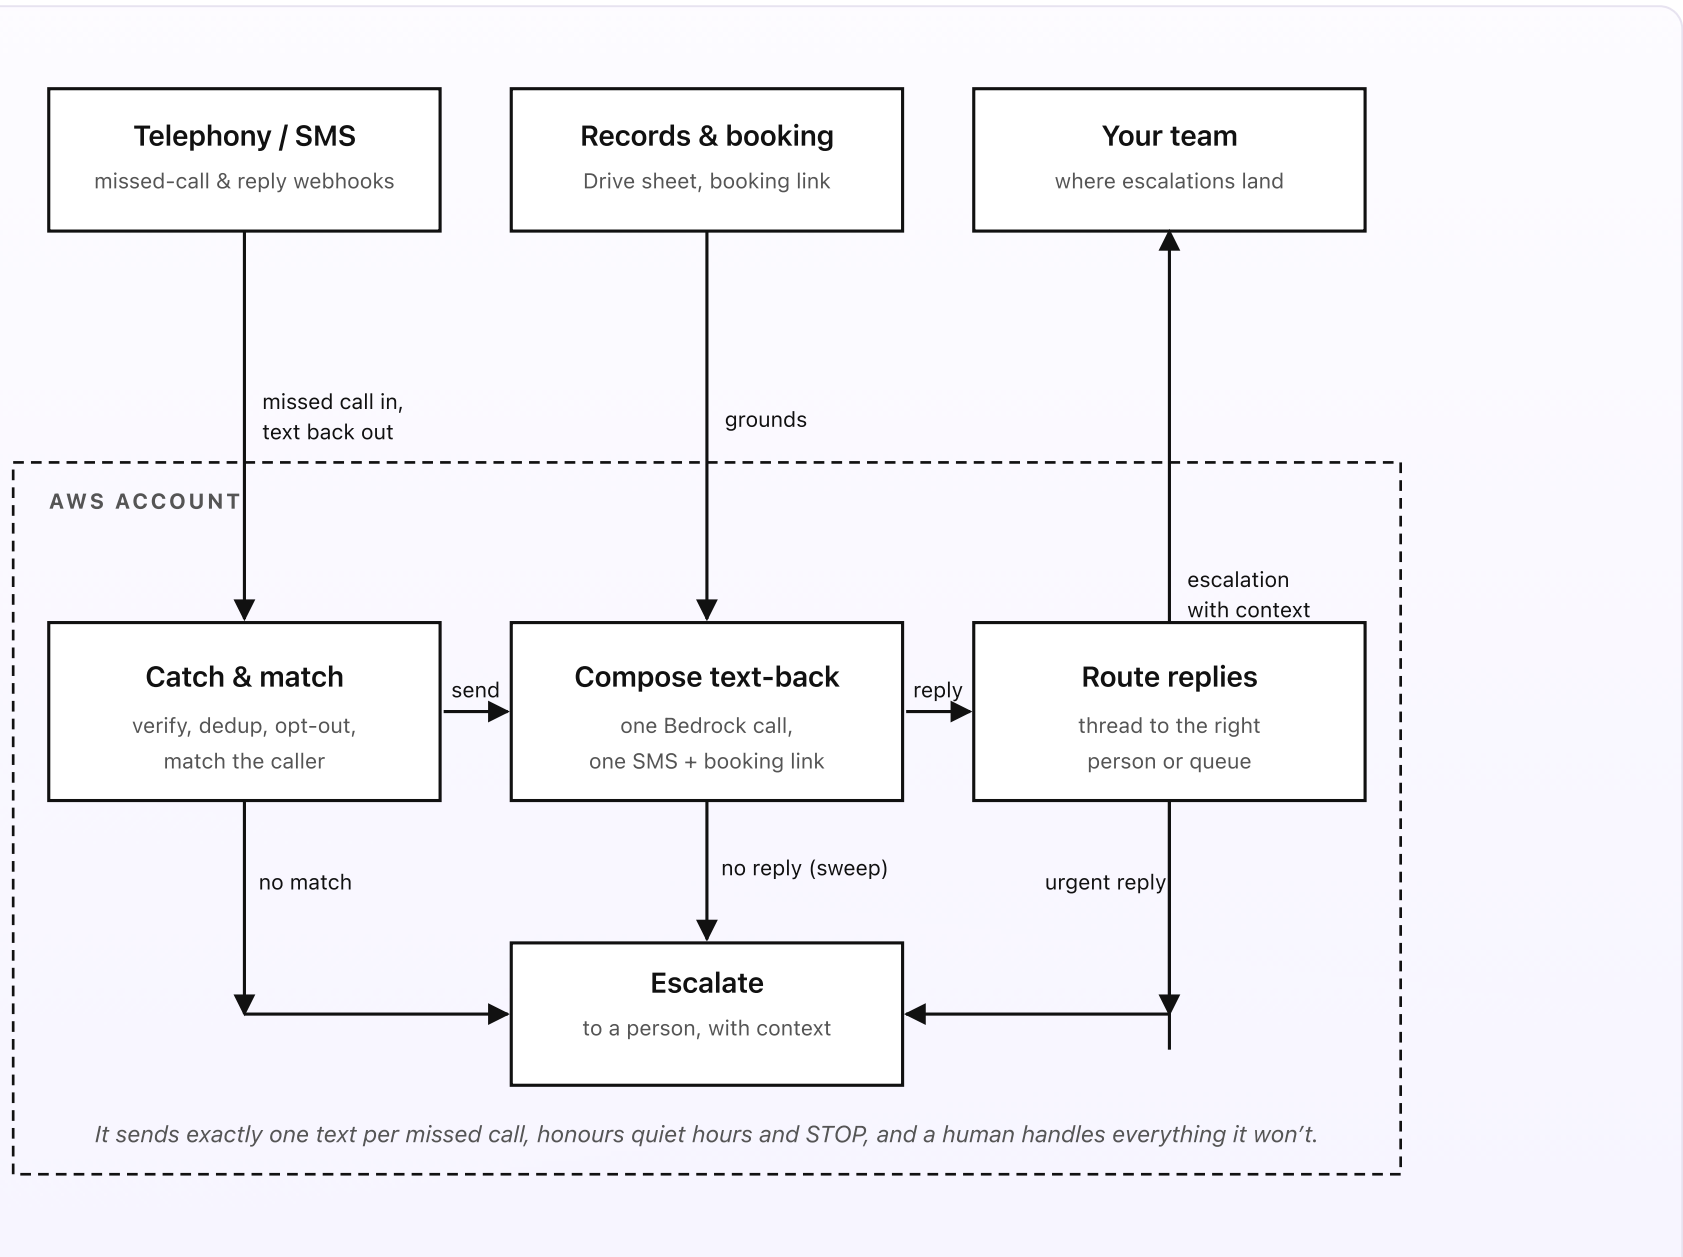 Telephony / SMS
missed-call & reply webhooks
Records & booking
Drive sheet, booking link
Your team
where escalations land
missed call in,
text back out
grounds
AWS ACCOUNT
escalation
with context
Catch & match
verify, dedup, opt-out,
match the caller
send
Compose text-back
one Bedrock call,
one SMS + booking link
reply
Route replies
thread to the right
person or queue
no match
no reply (sweep)
urgent reply
Escalate
to a person, with context
It sends exactly one text per missed call, honours quiet hours and STOP, and a human handles everything it won’t.